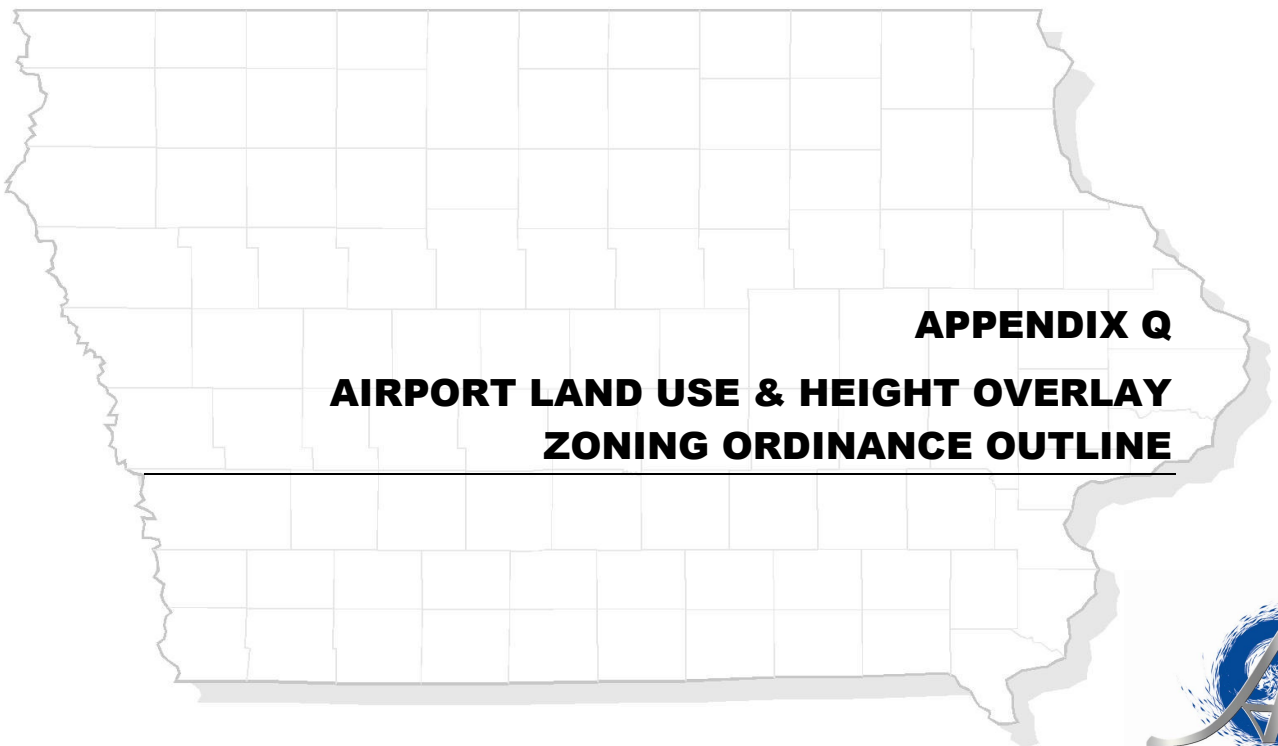 APPENDIX Q
AIRPORT LAND USE & HEIGHT OVERLAY
ZONING ORDINANCE OUTLINE